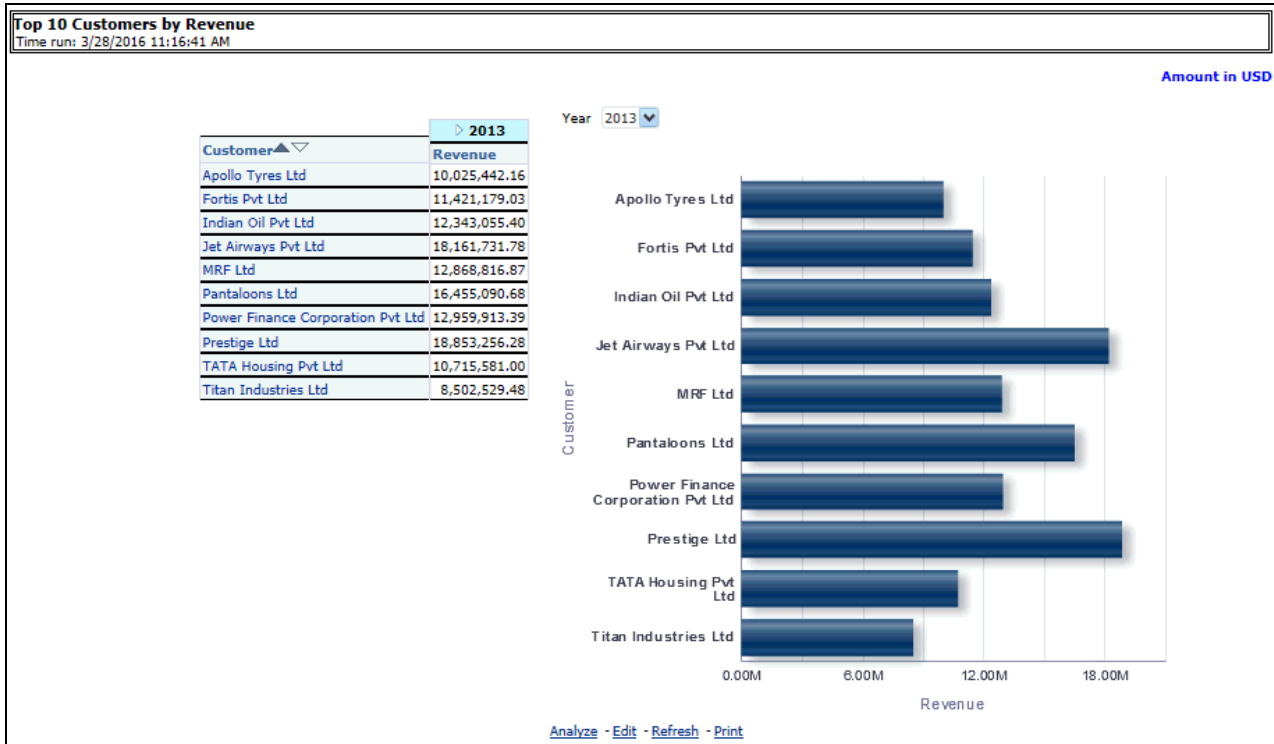 Top 10 Customers by Revenue
Time run: 3/28/2016 11:16:41 AM
Amount in USD
Year 2013
2013
Customer Revenue
Apollo Tyres Ltd 10,025,442.16
Fortis Pvt Ltd 11,421,179.03
Indian Oil Pvt Ltd 12,343,055.40
Jet Airways Pvt Ltd 18,161,731.78
MRF Ltd 12,868,816.87
Pantaloons Ltd 16,455,090.68
Power Finance Corporation Pvt Ltd 12,959,913.39
Prestige Ltd 18,853,256.28
TATA Housing Pvt Ltd 10,715,581.00
Titan Industries Ltd 8,502,529.48
Customer
Apollo Tyres Ltd
Fortis Pvt Ltd
Indian Oil Pvt Ltd
Jet Airways Pvt Ltd
MRF Ltd
Pantaloons Ltd
Power Finance
Corporation Pvt Ltd
Prestige Ltd
TATA Housing Pvt
Ltd
Titan Industries Ltd
0.00M 6.00M 12.00M 18.00M
Revenue
Analyze - Edit - Refresh - Print